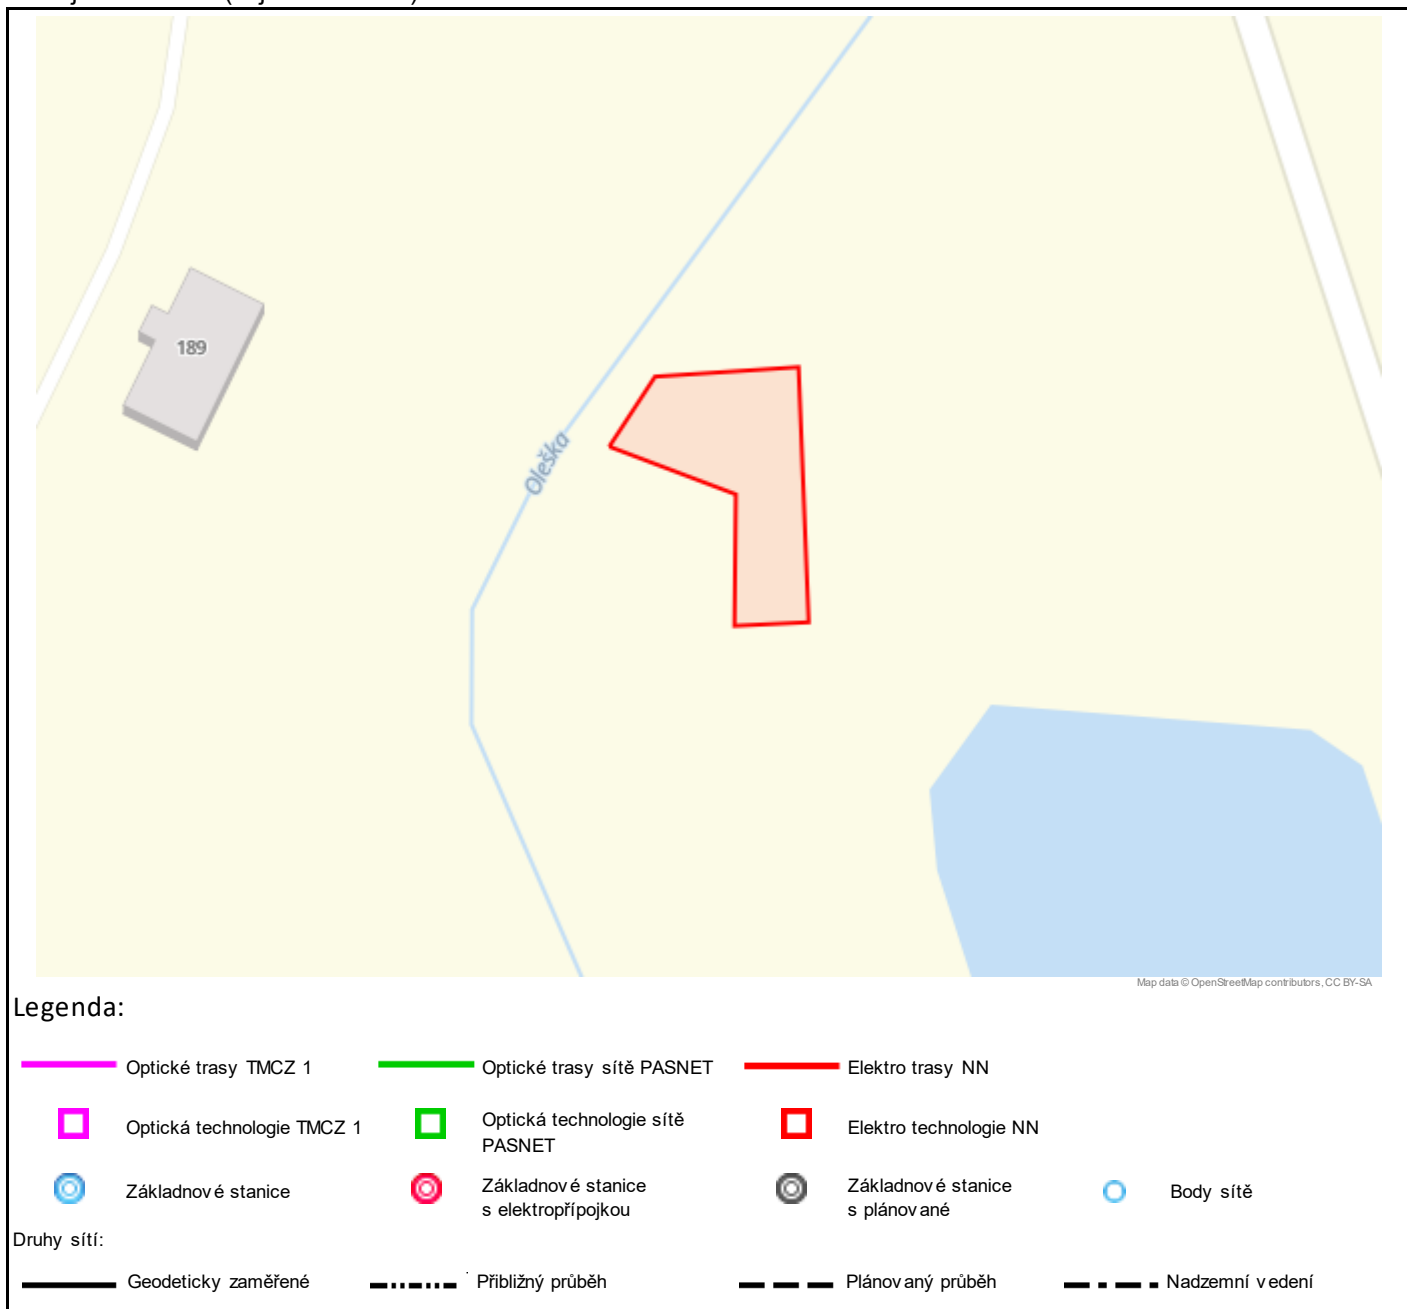 189
Oleška
Map data © OpenStreetMap contributors, CC BY-SA
Legenda:
Optické trasy TMCZ 1
Optické trasy sítě PASNET
Elektro trasy NN
Optická technologie TMCZ 1
Optická technologie sítě
PASNET
Elektro technologie NN
Základnové stanice
Základnové stanice
s elektropřípojkou
Základnové stanice
s plánované
Body sítě
Druhy sítí:
Geodeticky zaměřené
Přibližný průběh
Plánovaný průběh
Nadzemní vedení